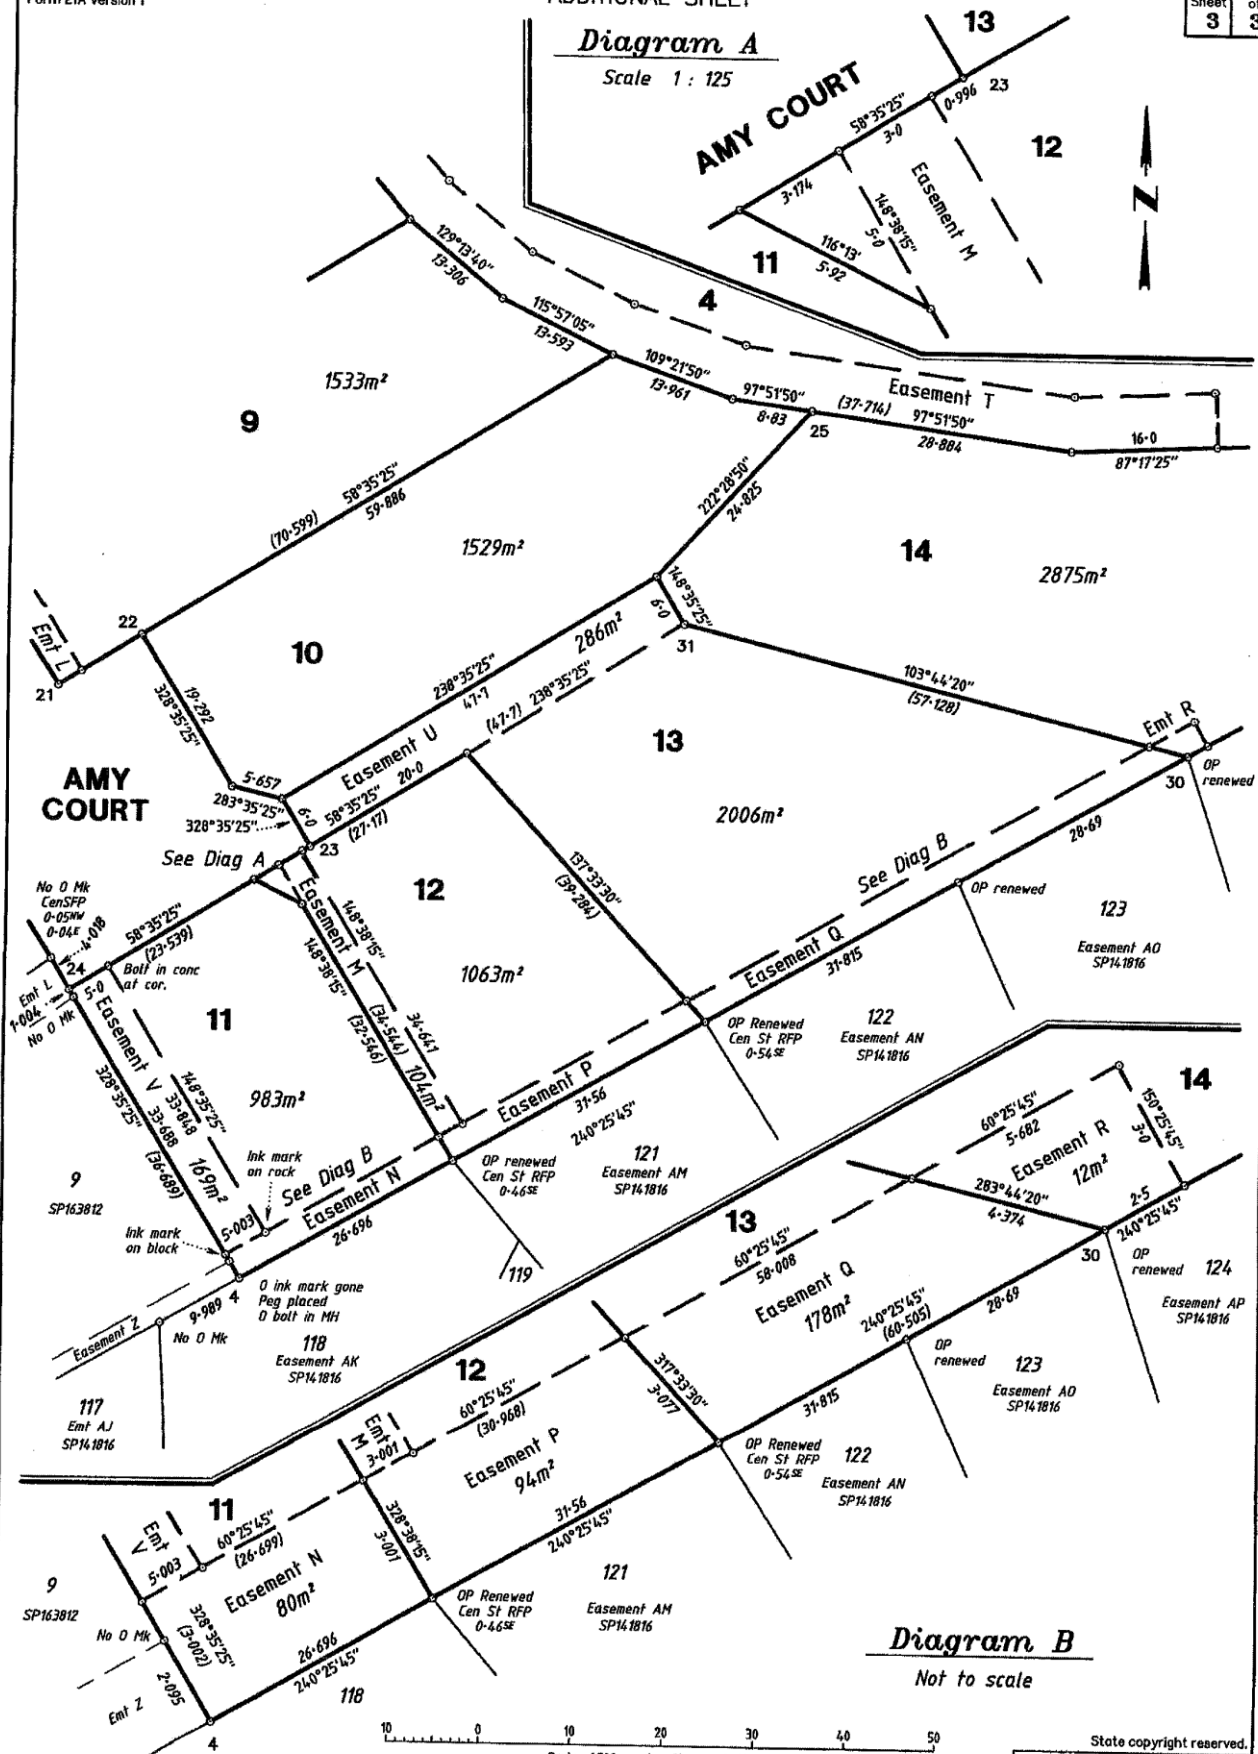 Form 21A Version 1
ADDITIONAL SHEET
Sheet of
3 3
Diagram A
Scale 1 : 125
13
AMY COURT
58°35'25"
3·0
0·996
23
12
3·174
148°38'15"
5·0
Easement M
116°13'
5·92
11
N
129°13'40"
13·306
115°57'05"
13·593
4
109°21'50"
13·961
97°51'50"
8·83
25
(37·714)
Easement T
97°51'50"
28·884
16·0
87°17'25"
1533m²
9
58°35'25"
(70·599)
59·886
222°28'50"
24·825
1529m²
14
2875m²
22
Emt L
21
10
19·292
328°35'25"
238°35'25"
47·7
286m²
148°35'25"
6·0
31
(47·7) 238°35'25"
103°44'20"
(57·128)
Easement U
13
Emt R
AMY
COURT
5·657
283°35'25"
6·0
328°35'25"
20·0
58°35'25"
(27·17)
23
2006m²
30
OP
renewed
See Diag A
137°33'30"
(39·284)
See Diag B
28·69
OP renewed
12
No O Mk
CenSFP
0·05NW
0·04E
4·018
58°35'25"
(23·539)
Easement M
148°38'15"
148°38'15"
1063m²
Easement Q
31·815
123
Easement AO
SP141816
24
Bolt in conc
at cor.
Emt L
5·0
1·004
No O Mk
11
Easement V
34·641
(34·544)
(32·546)
104m²
OP Renewed
Cen St RFP
0·54SE
122
Easement AN
SP141816
328°35'25"
148°35'25"
33·848
33·688
(36·689)
169m²
983m²
Easement P
31·56
240°25'45"
14
60°25'45"
5·682
150°25'45"
3·0
Ink mark
on rock
See Diag B
Easement N
OP renewed
Cen St RFP
0·46SE
121
Easement AM
SP141816
Easement R
12m²
9
SP163812
5·003
26·696
13
283°44'20"
4·374
2·5
240°25'45"
Ink mark
on block
119
60°25'45"
58·008
30
OP
renewed
124
Easement AP
SP141816
4
O ink mark gone
Peg placed
O bolt in MH
Easement Q
178m²
240°25'45"
(60·505)
28·69
Easement Z
9·989
No O Mk
118
Easement AK
SP141816
12
317°33'30"
3·077
OP
renewed
123
Easement AO
SP141816
117
Emt AJ
SP141816
60°25'45"
(30·968)
31·815
Emt
M
3·001
Easement P
94m²
OP Renewed
Cen St RFP
0·54SE
122
Easement AN
SP141816
11
Emt
V
60°25'45"
(26·699)
328°38'15"
3·001
31·56
240°25'45"
9
SP163812
5·003
Easement N
80m²
OP Renewed
Cen St RFP
0·46SE
121
Easement AM
SP141816
No O Mk
328°35'25"
(3·002)
26·696
240°25'45"
2·095
Emt Z
118
4
Diagram B
Not to scale
10 0 10 20 30 40 50
State copyright reserved.